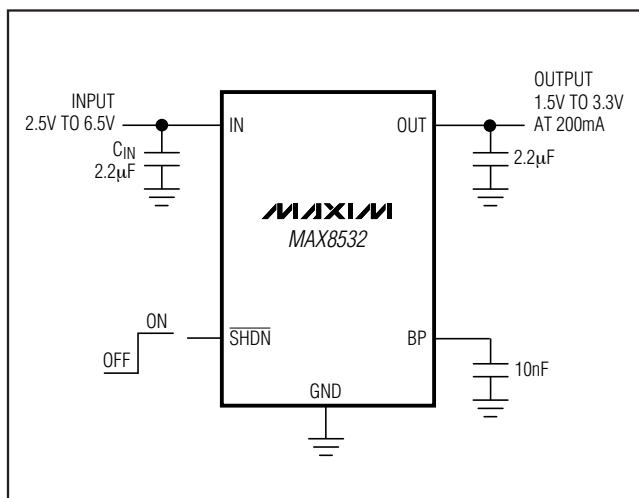 INPUT
2.5V TO 6.5V
CIN
2.2µF
IN
OUT
OUTPUT
1.5V TO 3.3V
AT 200mA
2.2µF
MAXIM
MAX8532
ON
OFF
SHDN
BP
10nF
GND